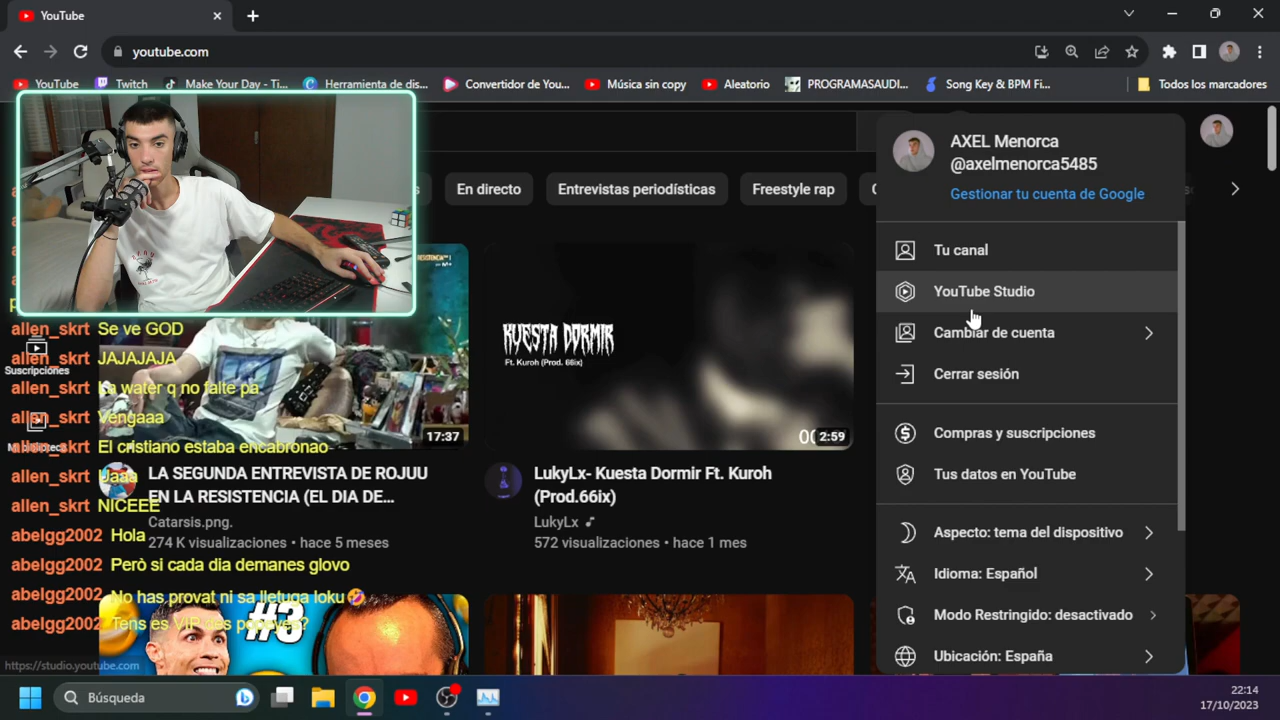 YouTube
youtube.com
YouTube
Twitch
Make Your Day - Ti...
Herramienta de dis...
Convertidor de You...
Música sin copy
Aleatorio
PROGRAMASAUDI...
Song Key & BPM Fi...
Todos los marcadores
En directo
Entrevistas periodísticas
Freestyle rap
AXEL Menorca
@axelmenorca5485
Gestionar tu cuenta de Google
Tu canal
YouTube Studio
Cambiar de cuenta
Cerrar sesión
Compras y suscripciones
Tus datos en YouTube
Aspecto: tema del dispositivo
Idioma: Español
Modo Restringido: desactivado
Ubicación: España
allen_skrt Se ve GOD
allen_skrt JAJAJAJA
allen_skrt La water q no falte pa
allen_skrt Vengaaa
allen_skrt El cristiano estaba encabronao
allen_skrt Uaaa
allen_skrt NICEEE
abelgg2002 Hola
abelgg2002 Però si cada dia demanes glovo
abelgg2002 No has provat ni sa lletuga loku🤣
abelgg2002 Tens es VIP
Suscripciones
17:37
LA SEGUNDA ENTREVISTA DE ROJUU
EN LA RESISTENCIA (EL DIA DE...
Catarsis.png.
274 K visualizaciones • hace 5 meses
KUESTA DORMIR
Ft. Kuroh (Prod. 66ix)
2:59
LukyLx- Kuesta Dormir Ft. Kuroh
(Prod.66ix)
LukyLx
572 visualizaciones • hace 1 mes
#3
https://studio.youtube.com
Búsqueda
22:14
17/10/2023